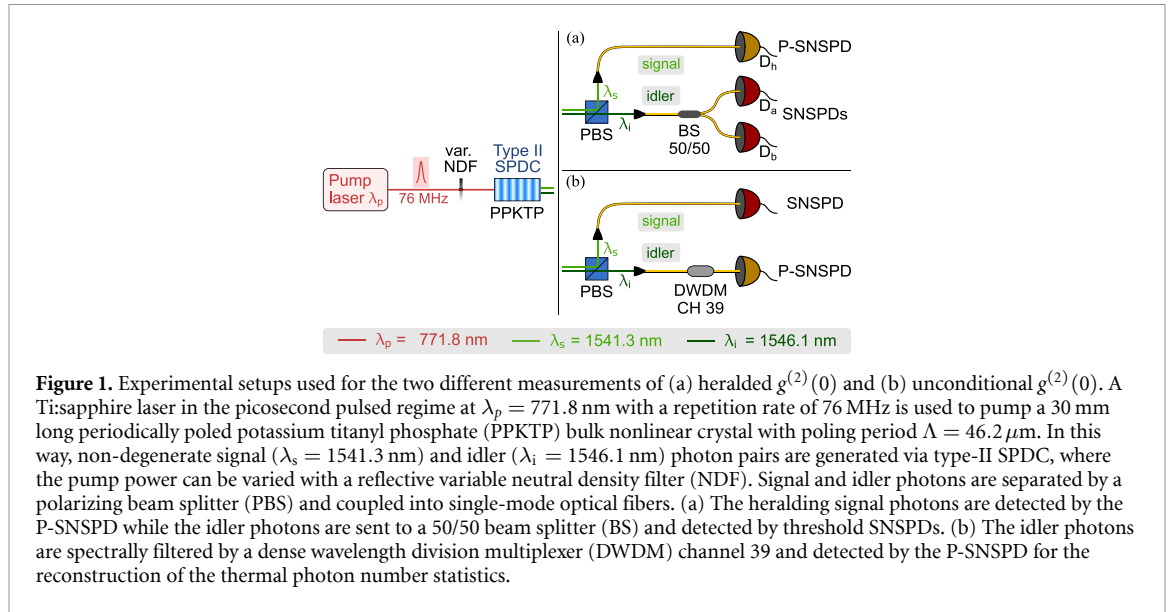 (a)
P-SNSPD
signal
D_h
λ_s
idler
D_a
SNSPDs
λ_i
PBS
BS
50/50
D_b
var.
NDF
Type II
SPDC
Pump
laser λ_p
76 MHz
PPKTP
(b)
SNSPD
signal
λ_s
idler
P-SNSPD
λ_i
PBS
DWDM
CH 39
λ_p = 771.8 nm
λ_s = 1541.3 nm
λ_i = 1546.1 nm
Figure 1. Experimental setups used for the two different measurements of (a) heralded g^(2)(0) and (b) unconditional g^(2)(0). A
Ti:sapphire laser in the picosecond pulsed regime at λ_p = 771.8 nm with a repetition rate of 76 MHz is used to pump a 30 mm
long periodically poled potassium titanyl phosphate (PPKTP) bulk nonlinear crystal with poling period Λ = 46.2 μm. In this
way, non-degenerate signal (λ_s = 1541.3 nm) and idler (λ_i = 1546.1 nm) photon pairs are generated via type-II SPDC, where
the pump power can be varied with a reflective variable neutral density filter (NDF). Signal and idler photons are separated by a
polarizing beam splitter (PBS) and coupled into single-mode optical fibers. (a) The heralding signal photons are detected by the
P-SNSPD while the idler photons are sent to a 50/50 beam splitter (BS) and detected by threshold SNSPDs. (b) The idler photons
are spectrally filtered by a dense wavelength division multiplexer (DWDM) channel 39 and detected by the P-SNSPD for the
reconstruction of the thermal photon number statistics.